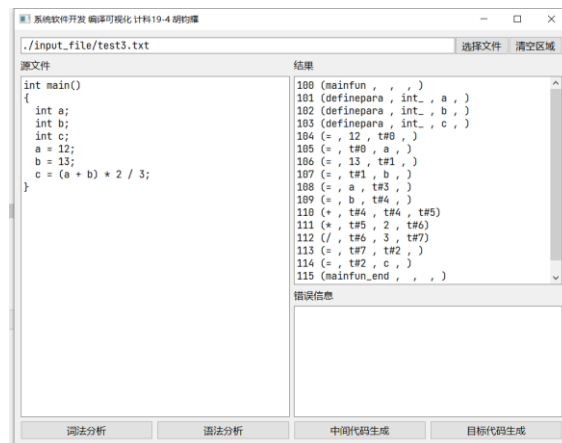 系统软件开发 编译可视化 计科19-4 胡钧耀
./input_file/test3.txt
选择文件
清空区域
源文件
int main()
{
int a;
int b;
int c;
a = 12;
b = 13;
c = (a + b) * 2 / 3;
}
结果
100 (mainfun , , , )
101 (definepara , int_ , a , )
102 (definepara , int_ , b , )
103 (definepara , int_ , c , )
104 (= , 12 , t#0 , )
105 (= , t#0 , a , )
106 (= , 13 , t#1 , )
107 (= , t#1 , b , )
108 (= , a , t#3 , )
109 (= , b , t#4 , )
110 (+ , t#4 , t#4 , t#5)
111 (* , t#5 , 2 , t#6)
112 (/ , t#6 , 3 , t#7)
113 (= , t#7 , t#2 , )
114 (= , t#2 , c , )
115 (mainfun_end , , , )
错误信息
词法分析
语法分析
中间代码生成
目标代码生成